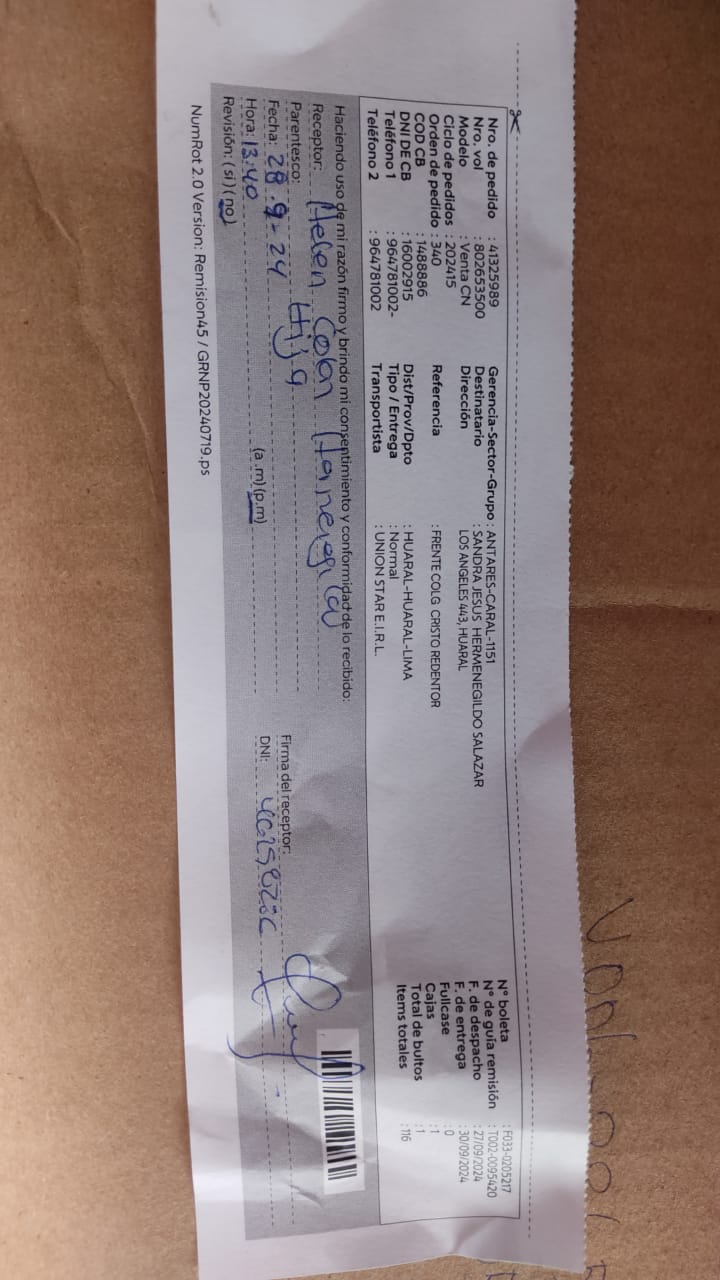 Nro. de pedido : 41325989
Nro. vol : 802653500
Modelo : Venta CN
Ciclo de pedidos : 202415
Orden de pedido : 340
COD CB : 1488886
DNI DE CB : 16002915
Teléfono 1 : 964781002-
Teléfono 2 : 964781002
Gerencia-Sector-Grupo : ANTARES-CARAL-1151
Destinatario : SANDRA JESUS HERMENEGILDO SALAZAR
Dirección LOS ANGELES 443, HUARAL
Referencia : FRENTE COLG CRISTO REDENTOR
Dist/Prov/Dpto : HUARAL-HUARAL-LIMA
Tipo / Entrega : Normal
Transportista : UNION STAR E.I.R.L.
N° boleta : F033-0205217
N° de guía remisión : T002-0095420
F. de despacho : 27/09/2024
F. de entrega : 30/09/2024
Fullcase : 0
Cajas : 1
Total de bultos : 1
Items totales : 116
Haciendo uso de mi razón firmo y brindo mi consentimiento y conformidad de lo recibido:
Receptor: Helen
Parentesco: Hija
Fecha: 28-9-24
Hora: 13:40 (a .m) (p.m)
Revisión: (si) (no)
Firma del receptor:
DNI:
NumRot 2.0 Version: Remision45 / GRNP20240719.ps